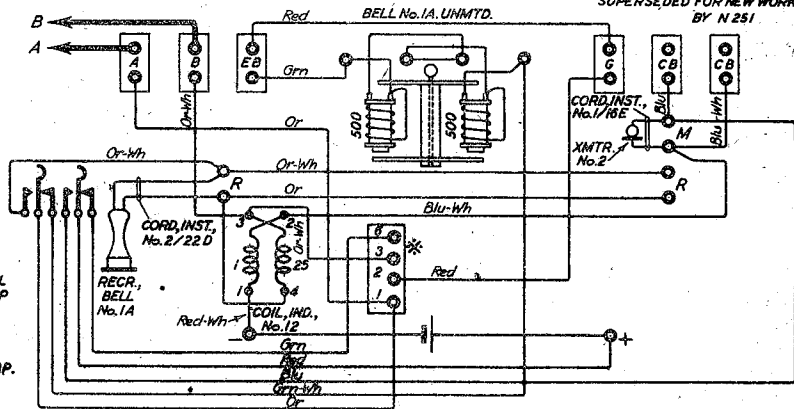 SUPERSEDED FOR NEW WORK
BY N 251
B
A
Red
BELL No.1A. UNMTD.
A
B
EB
G
CB
CB
Grn
500
500
CORD, INST.,
No.1/16E
Blu
Blu-Wh
M
XMTR.
No.2
Or-Wh
Or
Or-Wh
Or-Wh
R
Or
R
Blu-Wh
CORD, INST.,
No.2/22D
3
2
Or-Wh
1
25
1
4
8
3
2
1
Red
RECR.,
BELL
No.1A
Red-Wh
COIL, IND.,
No.12
-
+
Grn
Red
Blu
Grn-Wh
Or
L
P
MP.